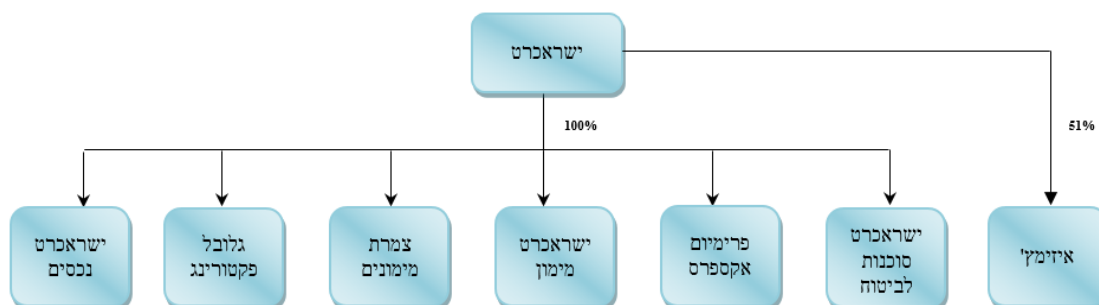 ישראכרט
100%
51%
איזימץ'
ישראכרט
סוכנות
לביטוח
פרימיום
אקספרס
ישראכרט
מימון
צמרת
מימונים
גלובל
פקטורינג
ישראכרט
נכסים